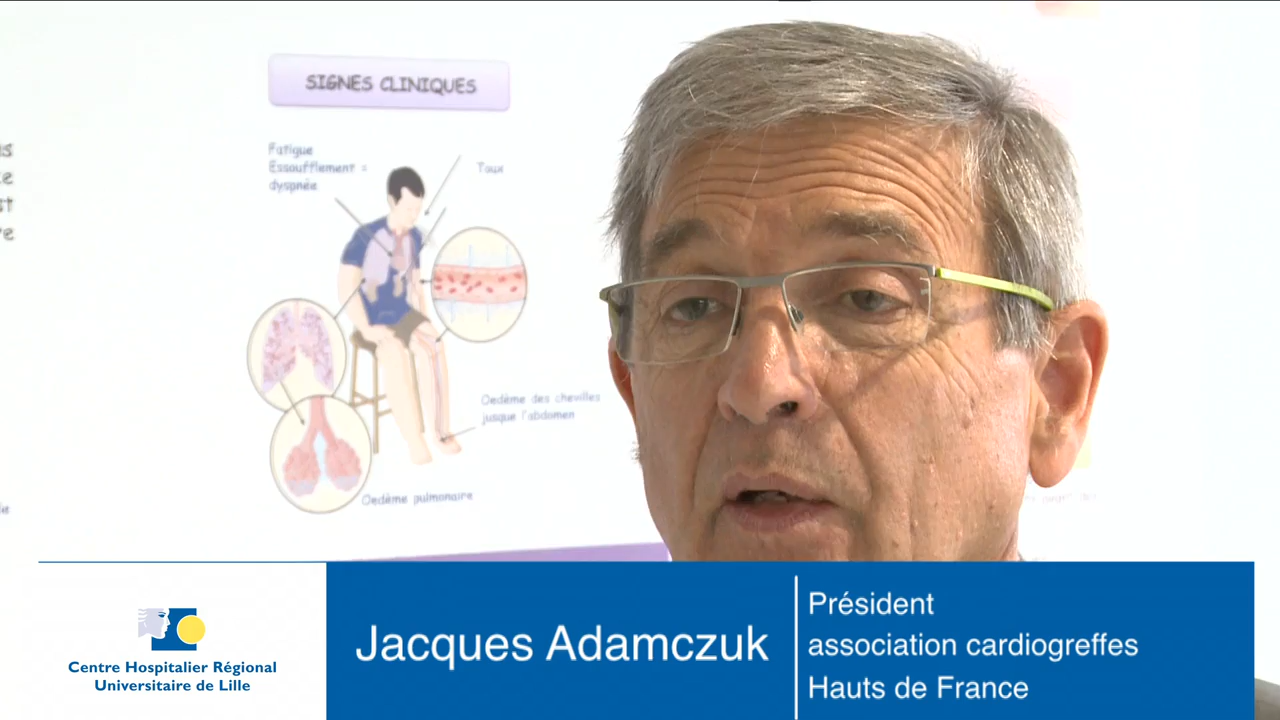 SIGNES CLINIQUES
Fatigue
Essoufflement =
dyspnée
Toux
Oedème des chevilles
jusque l'abdomen
Oedème pulmonaire
Centre Hospitalier Régional
Universitaire de Lille
Jacques Adamczuk
Président
association cardiogreffes
Hauts de France